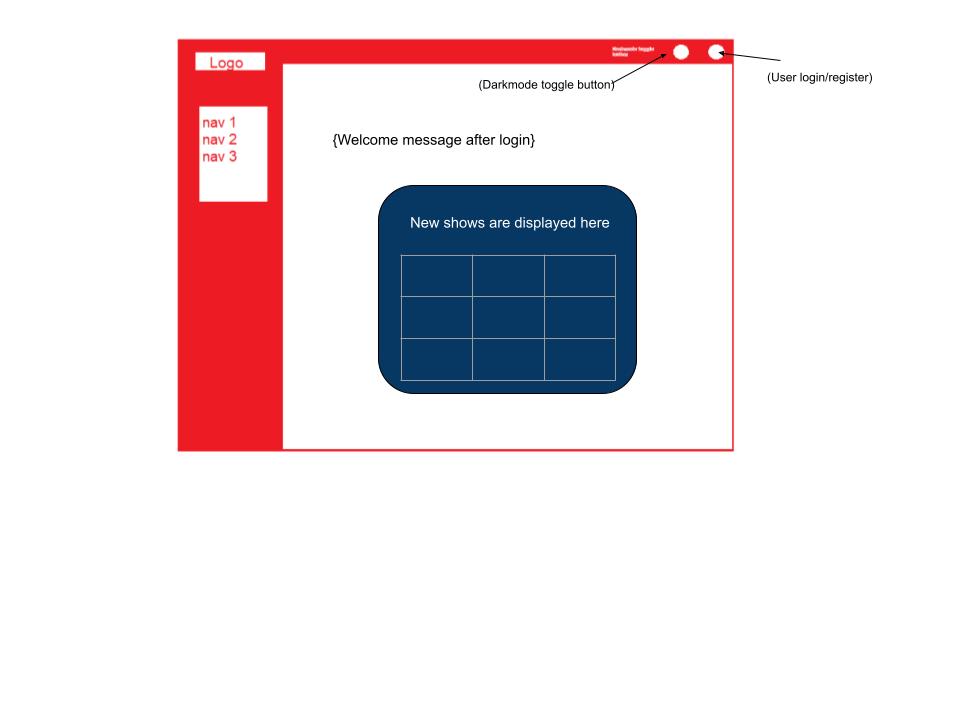 Logo
(Darkmode toggle button)
(User login/register)
nav 1
nav 2
nav 3
{Welcome message after login}
New shows are displayed here